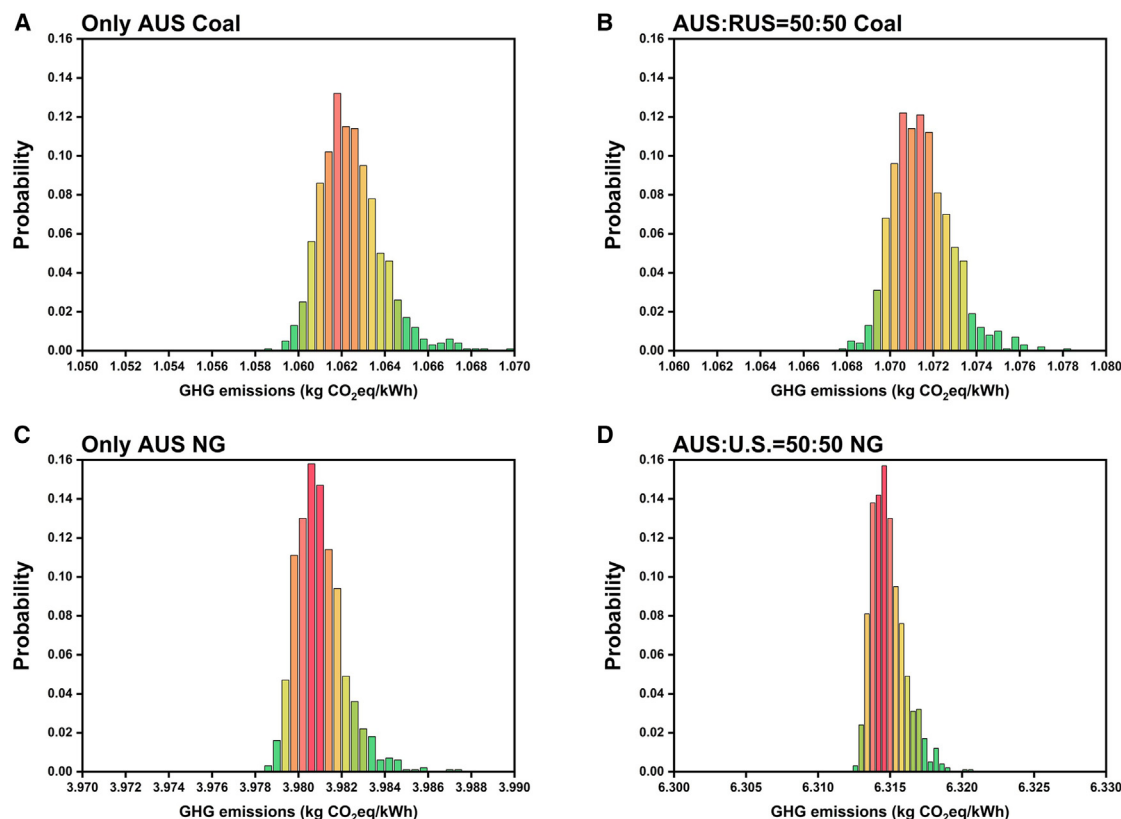 A
Only AUS Coal
0.16
0.14
0.12
0.10
0.08
0.06
0.04
0.02
0.00
Probability
1.050 1.052 1.054 1.056 1.058 1.060 1.062 1.064 1.066 1.068 1.070
GHG emissions (kg CO₂eq/kWh)
B
AUS:RUS=50:50 Coal
0.16
0.14
0.12
0.10
0.08
0.06
0.04
0.02
0.00
Probability
1.060 1.062 1.064 1.066 1.068 1.070 1.072 1.074 1.076 1.078 1.080
GHG emissions (kg CO₂eq/kWh)
C
Only AUS NG
0.16
0.14
0.12
0.10
0.08
0.06
0.04
0.02
0.00
Probability
3.970 3.972 3.974 3.976 3.978 3.980 3.982 3.984 3.986 3.988 3.990
GHG emissions (kg CO₂eq/kWh)
D
AUS:U.S.=50:50 NG
0.16
0.14
0.12
0.10
0.08
0.06
0.04
0.02
0.00
Probability
6.300 6.305 6.310 6.315 6.320 6.325 6.330
GHG emissions (kg CO₂eq/kWh)